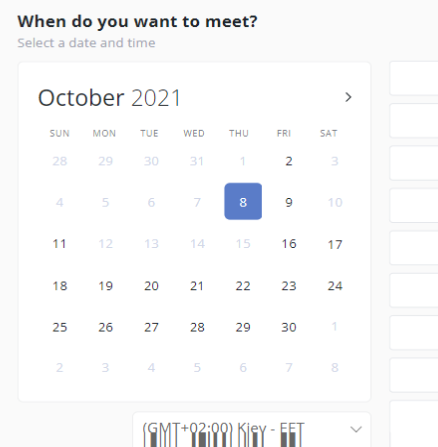 When do you want to meet?
Select a date and time
October 2021 >
SUN MON TUE WED THU FRI SAT
28 29 30 31 1 2 3
4 5 6 7 8 9 10
11 12 13 14 15 16 17
18 19 20 21 22 23 24
25 26 27 28 29 30 1
2 3 4 5 6 7 8
(GMT+02:00) Kiev - EET